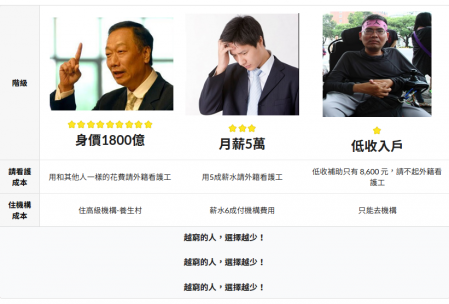 階級
身價1800億
月薪5萬
低收入戶
請看護
成本
用和其他人一樣的花費請外籍看護工
用5成薪水請外籍看護工
低收補助只有 8,600 元，請不起外籍看
護工
住機構
成本
住高級機構-養生村
薪水6成付機構費用
只能去機構
越窮的人，選擇越少！
越窮的人，選擇越少！
越窮的人，選擇越少！